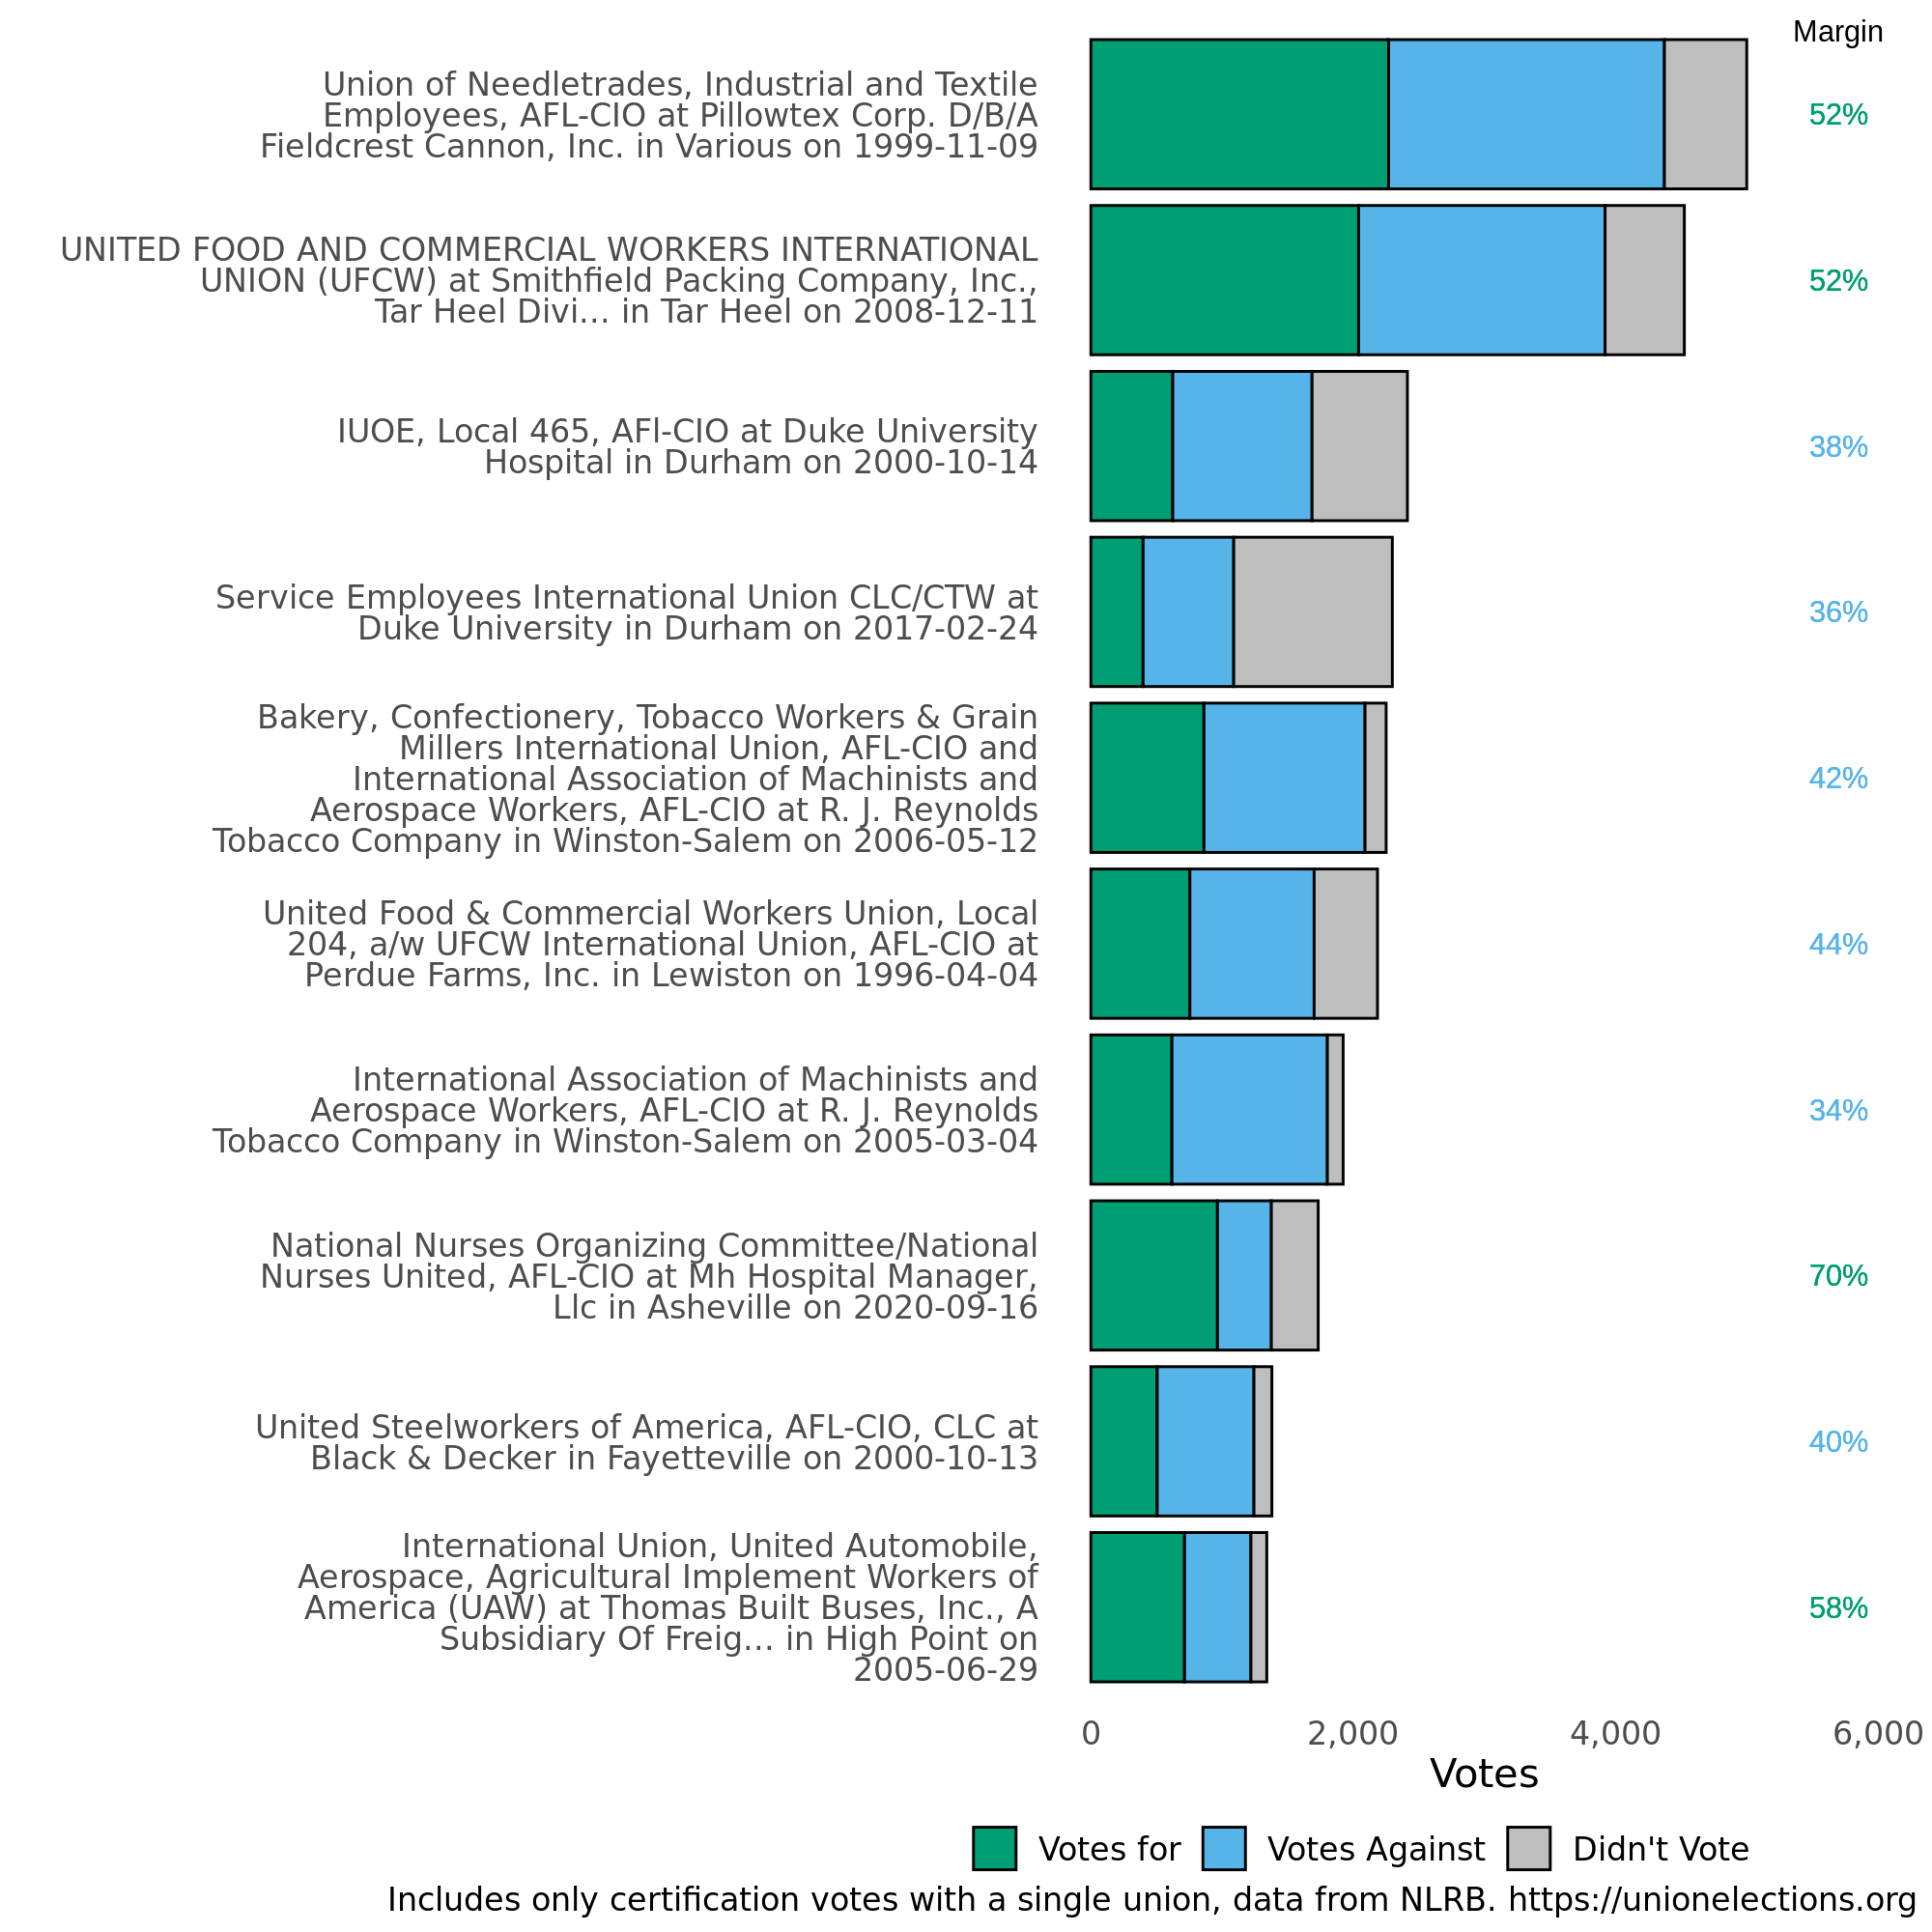 Margin
Union of Needletrades, Industrial and Textile
Employees, AFL-CIO at Pillowtex Corp. D/B/A
Fieldcrest Cannon, Inc. in Various on 1999-11-09
52%
UNITED FOOD AND COMMERCIAL WORKERS INTERNATIONAL
UNION (UFCW) at Smithfield Packing Company, Inc.,
Tar Heel Divi... in Tar Heel on 2008-12-11
52%
IUOE, Local 465, AFl-CIO at Duke University
Hospital in Durham on 2000-10-14
38%
Service Employees International Union CLC/CTW at
Duke University in Durham on 2017-02-24
36%
Bakery, Confectionery, Tobacco Workers & Grain
Millers International Union, AFL-CIO and
International Association of Machinists and
Aerospace Workers, AFL-CIO at R. J. Reynolds
Tobacco Company in Winston-Salem on 2006-05-12
42%
United Food & Commercial Workers Union, Local
204, a/w UFCW International Union, AFL-CIO at
Perdue Farms, Inc. in Lewiston on 1996-04-04
44%
International Association of Machinists and
Aerospace Workers, AFL-CIO at R. J. Reynolds
Tobacco Company in Winston-Salem on 2005-03-04
34%
National Nurses Organizing Committee/National
Nurses United, AFL-CIO at Mh Hospital Manager,
Llc in Asheville on 2020-09-16
70%
United Steelworkers of America, AFL-CIO, CLC at
Black & Decker in Fayetteville on 2000-10-13
40%
International Union, United Automobile,
Aerospace, Agricultural Implement Workers of
America (UAW) at Thomas Built Buses, Inc., A
Subsidiary Of Freig... in High Point on
2005-06-29
58%
0 2,000 4,000 6,000
Votes
Votes for Votes Against Didn't Vote
Includes only certification votes with a single union, data from NLRB. https://unionelections.org